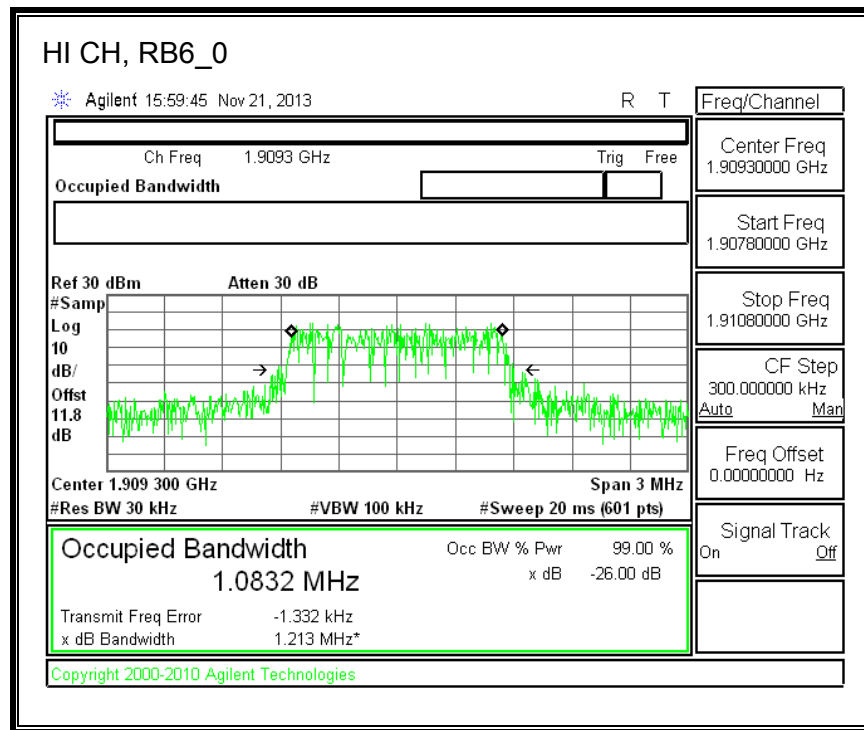 HI CH, RB6_0
Agilent 15:59:45 Nov 21, 2013 R T
Freq/Channel
Ch Freq 1.9093 GHz Trig Free
Occupied Bandwidth
Center Freq
1.90930000 GHz
Start Freq
1.90780000 GHz
Stop Freq
1.91080000 GHz
CF Step
300.000000 kHz
Auto Man
Freq Offset
0.00000000 Hz
Signal Track
On Off
Ref 30 dBm Atten 30 dB
#Samp
Log
10
dB/
Offst
11.8
dB
Center 1.909 300 GHz Span 3 MHz
#Res BW 30 kHz #VBW 100 kHz #Sweep 20 ms (601 pts)
Occupied Bandwidth Occ BW % Pwr 99.00 %
1.0832 MHz x dB -26.00 dB
Transmit Freq Error -1.332 kHz
x dB Bandwidth 1.213 MHz*
Copyright 2000-2010 Agilent Technologies